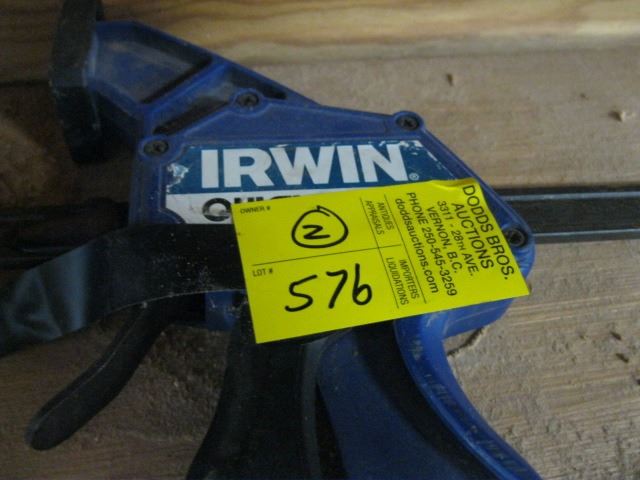 IRWIN®
OWNER #
2
LOT #
576
ANTIQUES
APPRAISALS
IMPORTERS
LIQUIDATIONS
DODDS BROS.
AUCTIONS
3311 - 28TH AVE.
VERNON, B.C.
PHONE 250-545-3259
doddsauctions.com